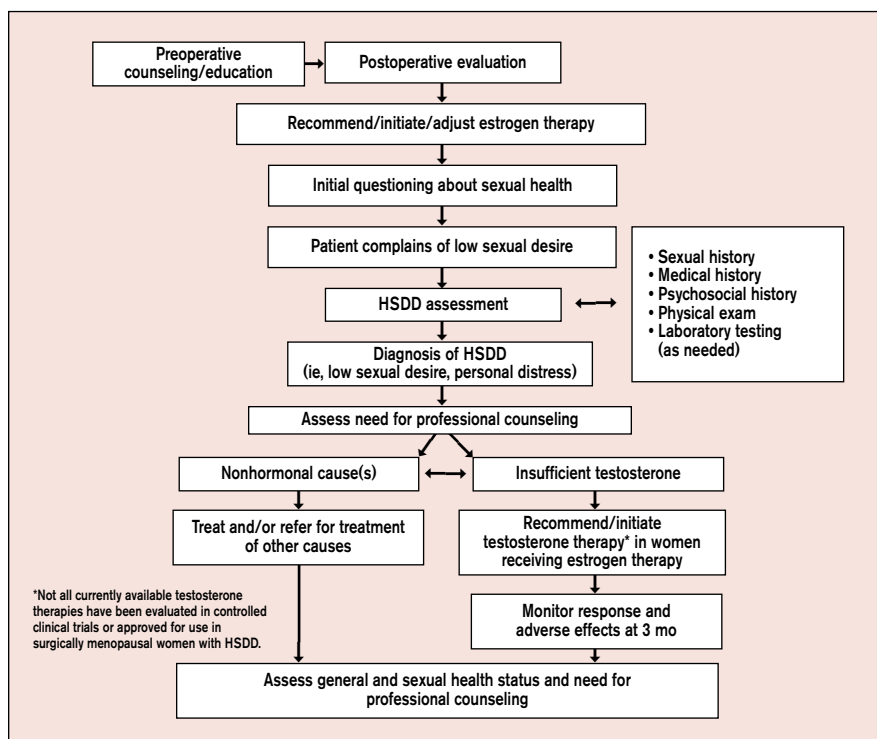 Preoperative
counseling/education
Postoperative evaluation
Recommend/initiate/adjust estrogen therapy
Initial questioning about sexual health
Patient complains of low sexual desire
HSDD assessment
• Sexual history
• Medical history
• Psychosocial history
• Physical exam
• Laboratory testing
(as needed)
Diagnosis of HSDD
(ie, low sexual desire, personal distress)
Assess need for professional counseling
Nonhormonal cause(s)
Insufficient testosterone
Treat and/or refer for treatment
of other causes
Recommend/initiate
testosterone therapy* in women
receiving estrogen therapy
*Not all currently available testosterone
therapies have been evaluated in controlled
clinical trials or approved for use in
surgically menopausal women with HSDD.
Monitor response and
adverse effects at 3 mo
Assess general and sexual health status and need for
professional counseling